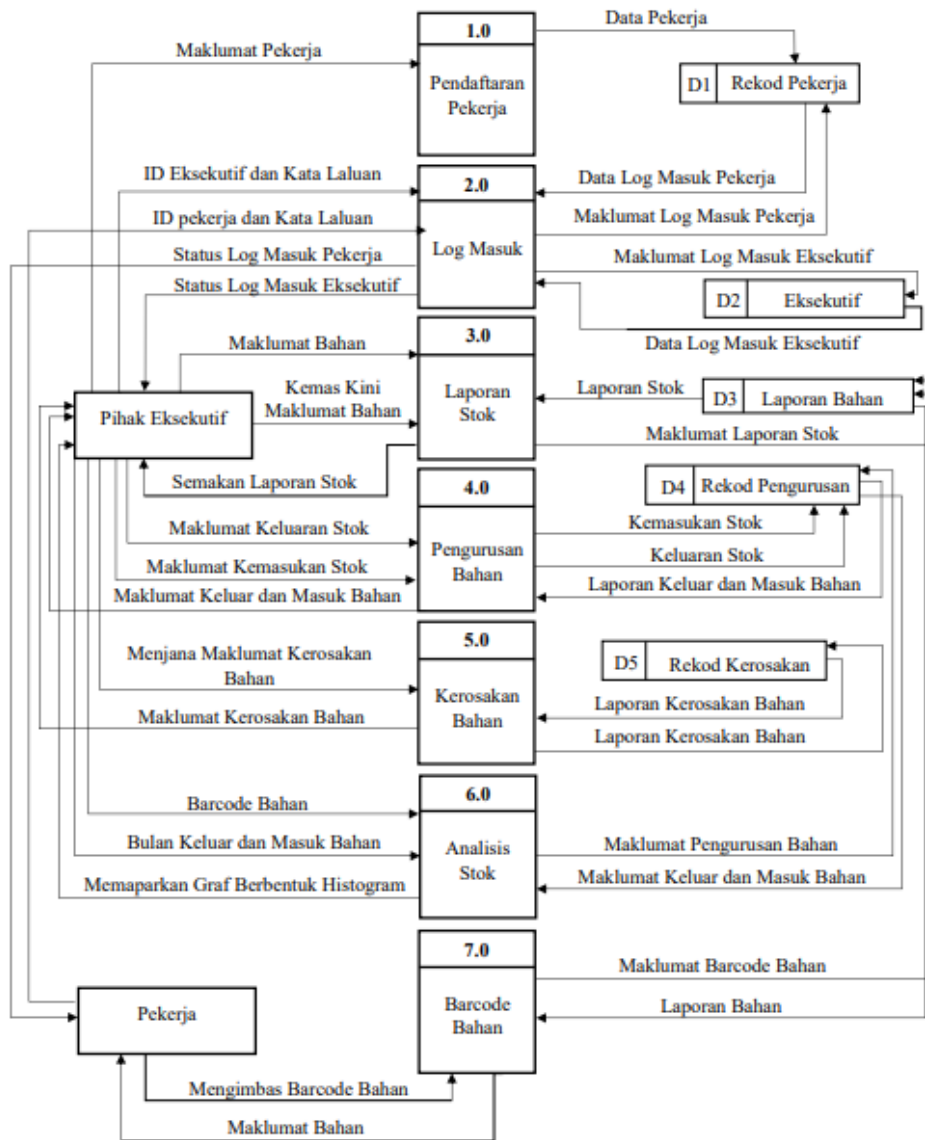 1.0
Data Pekerja
Maklumat Pekerja
Pendaftaran
Pekerja
D1 Rekod Pekerja
ID Eksekutif dan Kata Laluan
2.0
Data Log Masuk Pekerja
ID pekerja dan Kata Laluan
Maklumat Log Masuk Pekerja
Status Log Masuk Pekerja
Log Masuk
Maklumat Log Masuk Eksekutif
Status Log Masuk Eksekutif
D2 Eksekutif
Maklumat Bahan
3.0
Data Log Masuk Eksekutif
Kemas Kini
Maklumat Bahan
Laporan
Stok
Laporan Stok
D3 Laporan Bahan
Pihak Eksekutif
Maklumat Laporan Stok
Semakan Laporan Stok
4.0
D4 Rekod Pengurusan
Maklumat Keluaran Stok
Kemasukan Stok
Pengurusan
Bahan
Maklumat Kemasukan Stok
Keluaran Stok
Maklumat Keluar dan Masuk Bahan
Laporan Keluar dan Masuk Bahan
5.0
Menjana Maklumat Kerosakan
Bahan
D5 Rekod Kerosakan
Kerosakan
Bahan
Laporan Kerosakan Bahan
Maklumat Kerosakan Bahan
Laporan Kerosakan Bahan
6.0
Barcode Bahan
Bulan Keluar dan Masuk Bahan
Analisis
Stok
Maklumat Pengurusan Bahan
Memaparkan Graf Berbentuk Histogram
Maklumat Keluar dan Masuk Bahan
7.0
Maklumat Barcode Bahan
Pekerja
Barcode
Bahan
Laporan Bahan
Mengimbas Barcode Bahan
Maklumat Bahan